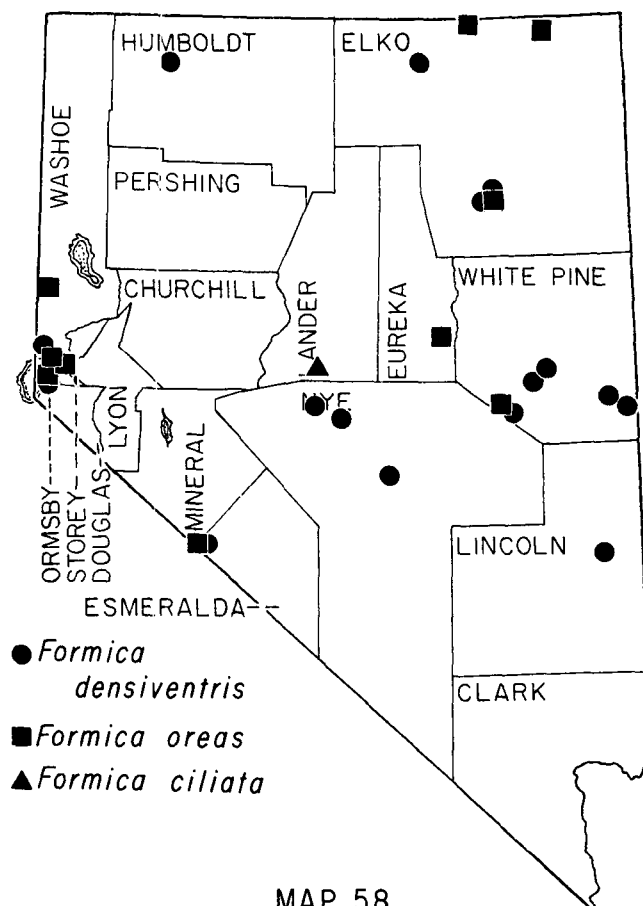 HUMBOLDT
ELKO
WASHOE
PERSHING
CHURCHILL
LANDER
EUREKA
WHITE PINE
NYE
LYON
MINERAL
ORMSBY
STOREY
DOUGLAS
LINCOLN
ESMERALDA
CLARK
Formica
densiventris
Formica oreas
Formica ciliata
MAP 58